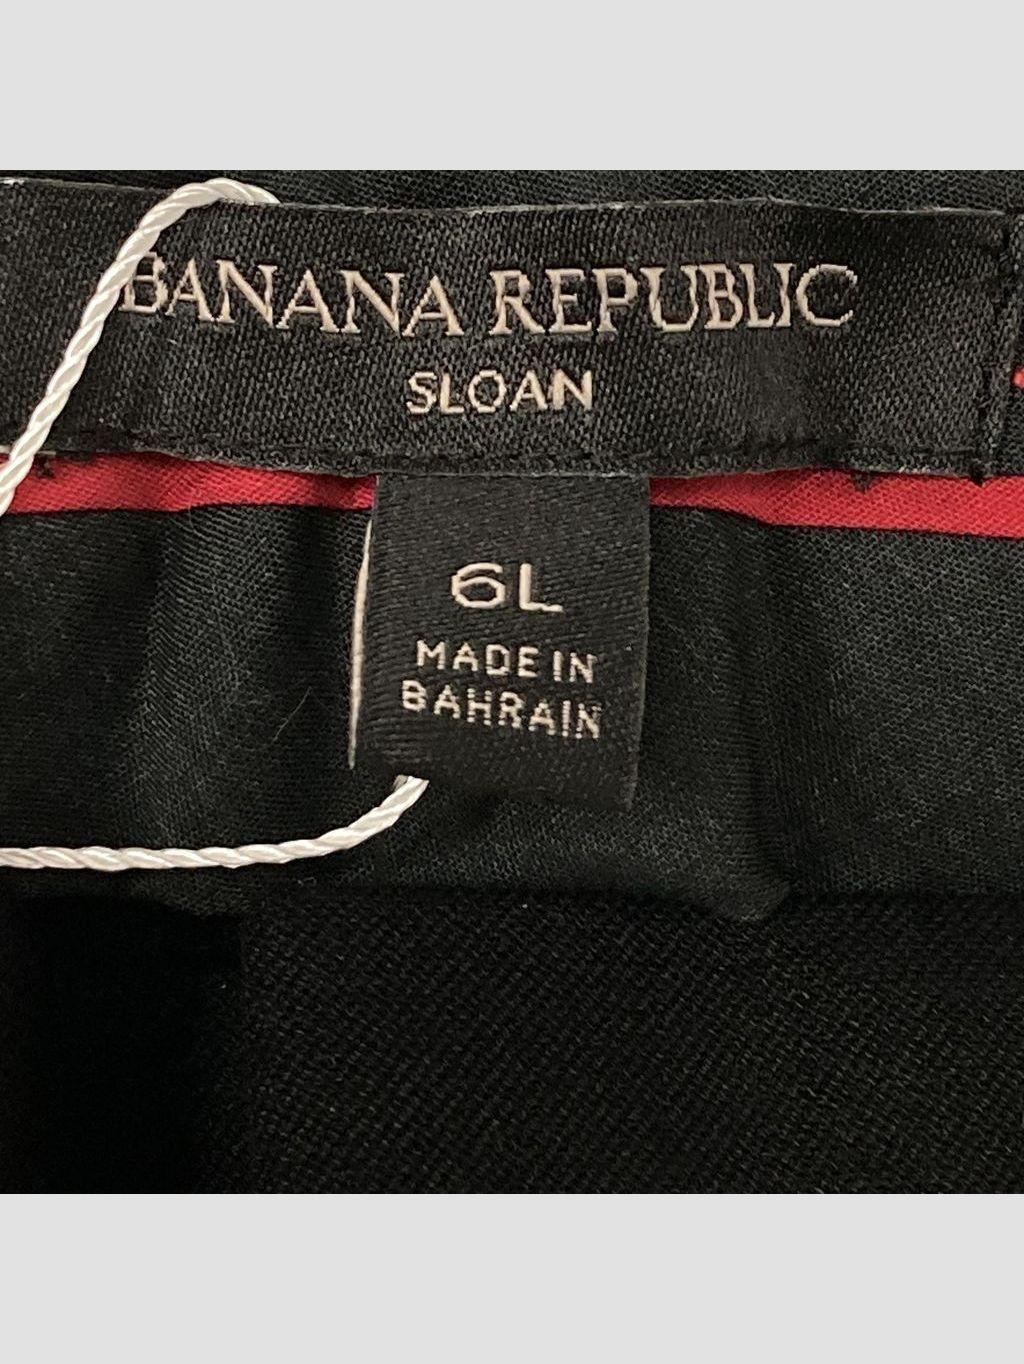 BANANA REPUBLIC
SLOAN
6L
MADE IN
BAHRAIN